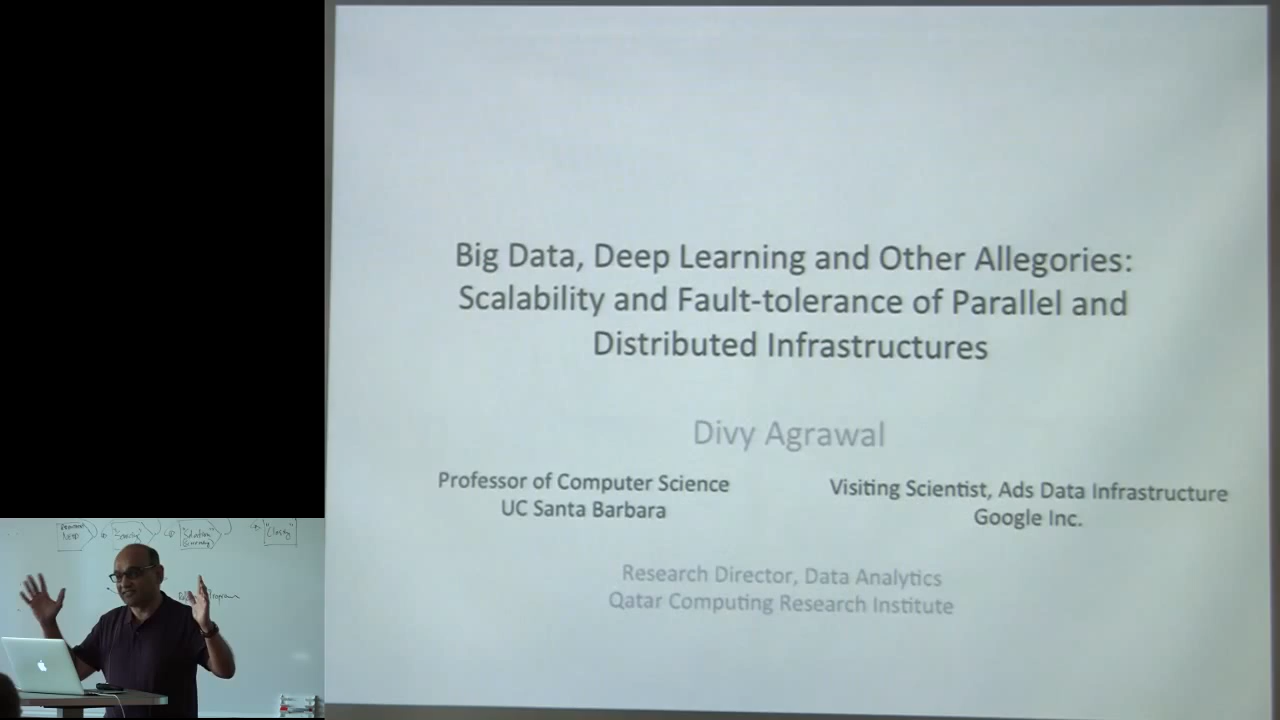 Big Data, Deep Learning and Other Allegories:
Scalability and Fault-tolerance of Parallel and
Distributed Infrastructures
Divy Agrawal
Professor of Computer Science
UC Santa Barbara
Visiting Scientist, Ads Data Infrastructure
Google Inc.
Research Director, Data Analytics
Qatar Computing Research Institute
"Closing"